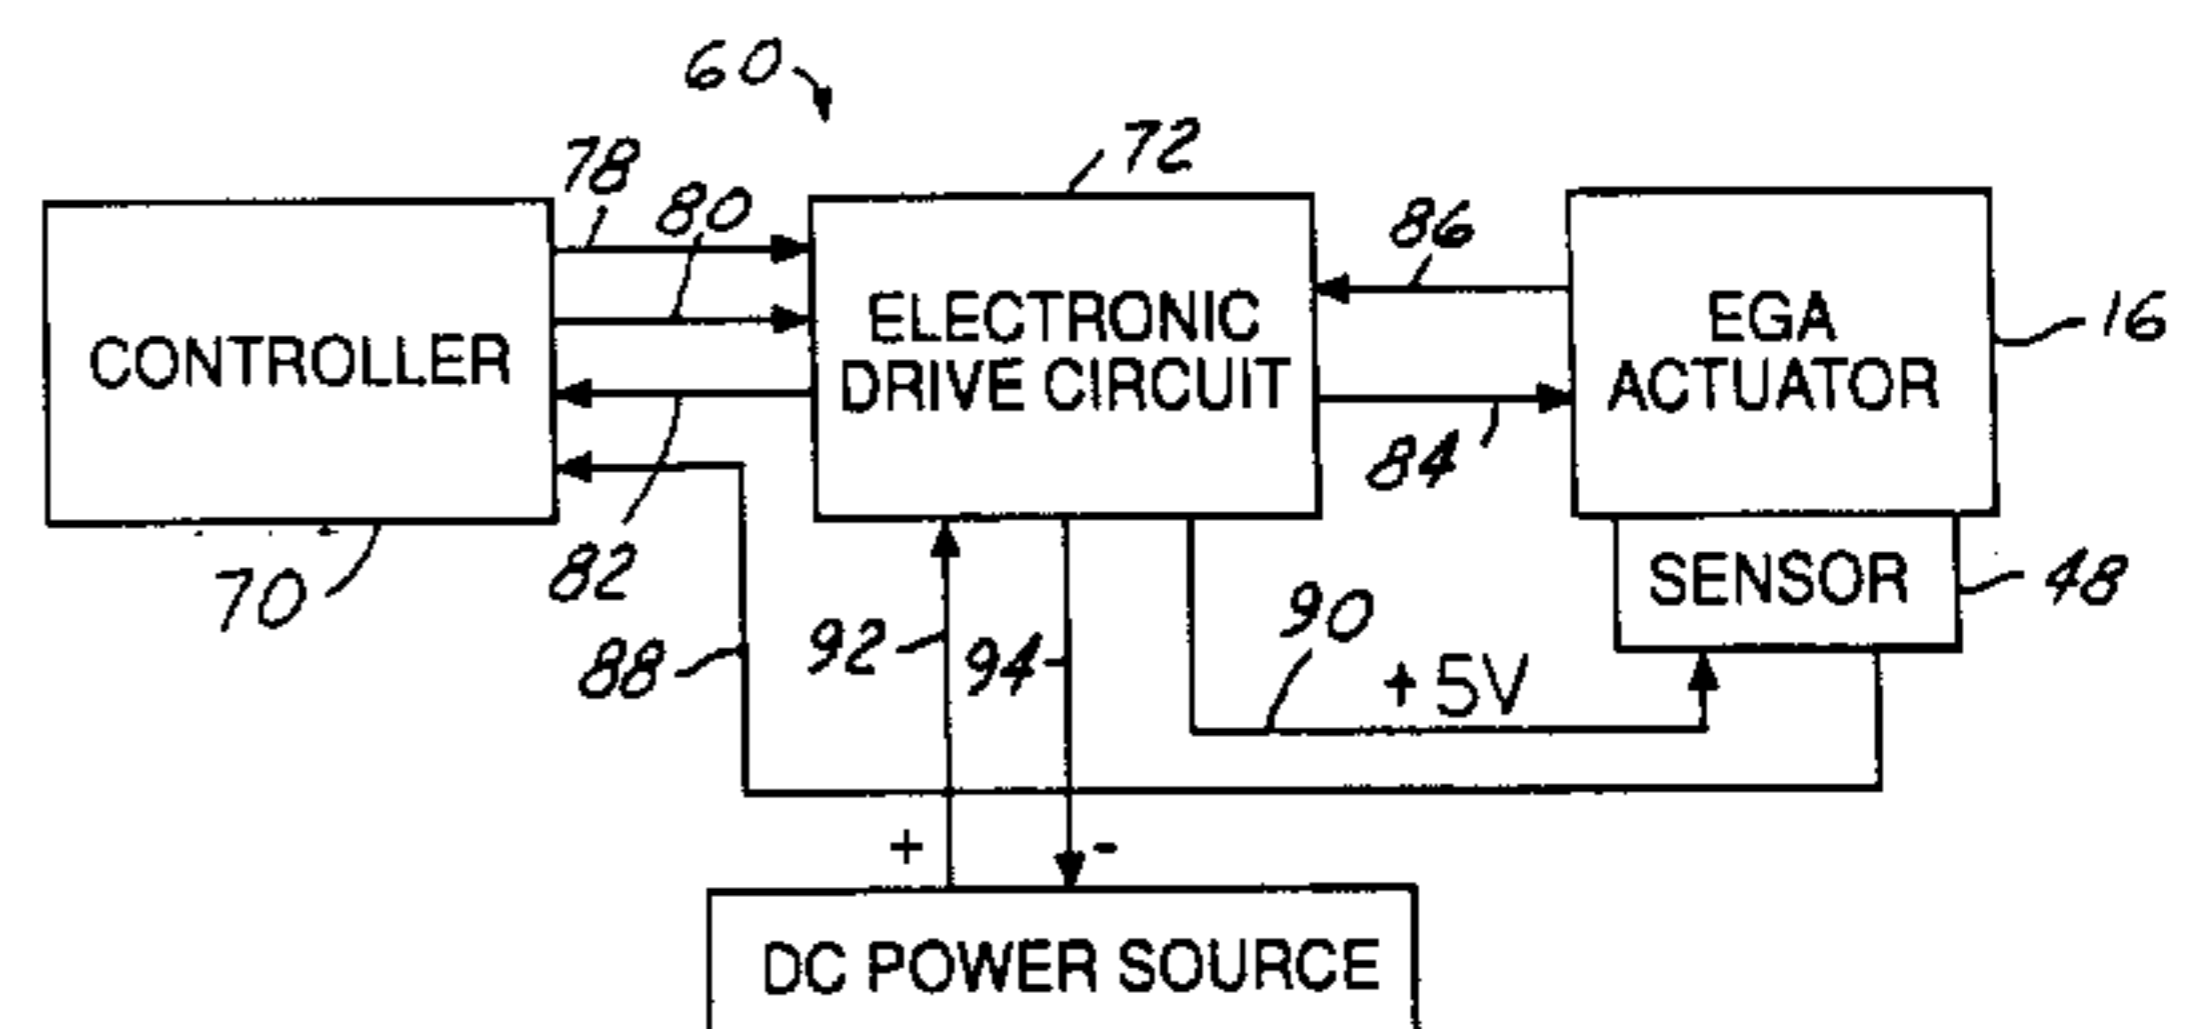 60
72
78
80
86
CONTROLLER
ELECTRONIC
DRIVE CIRCUIT
EGA
ACTUATOR
16
84
82
70
SENSOR
48
88
92
94
90
+5V
+
-
DC POWER SOURCE